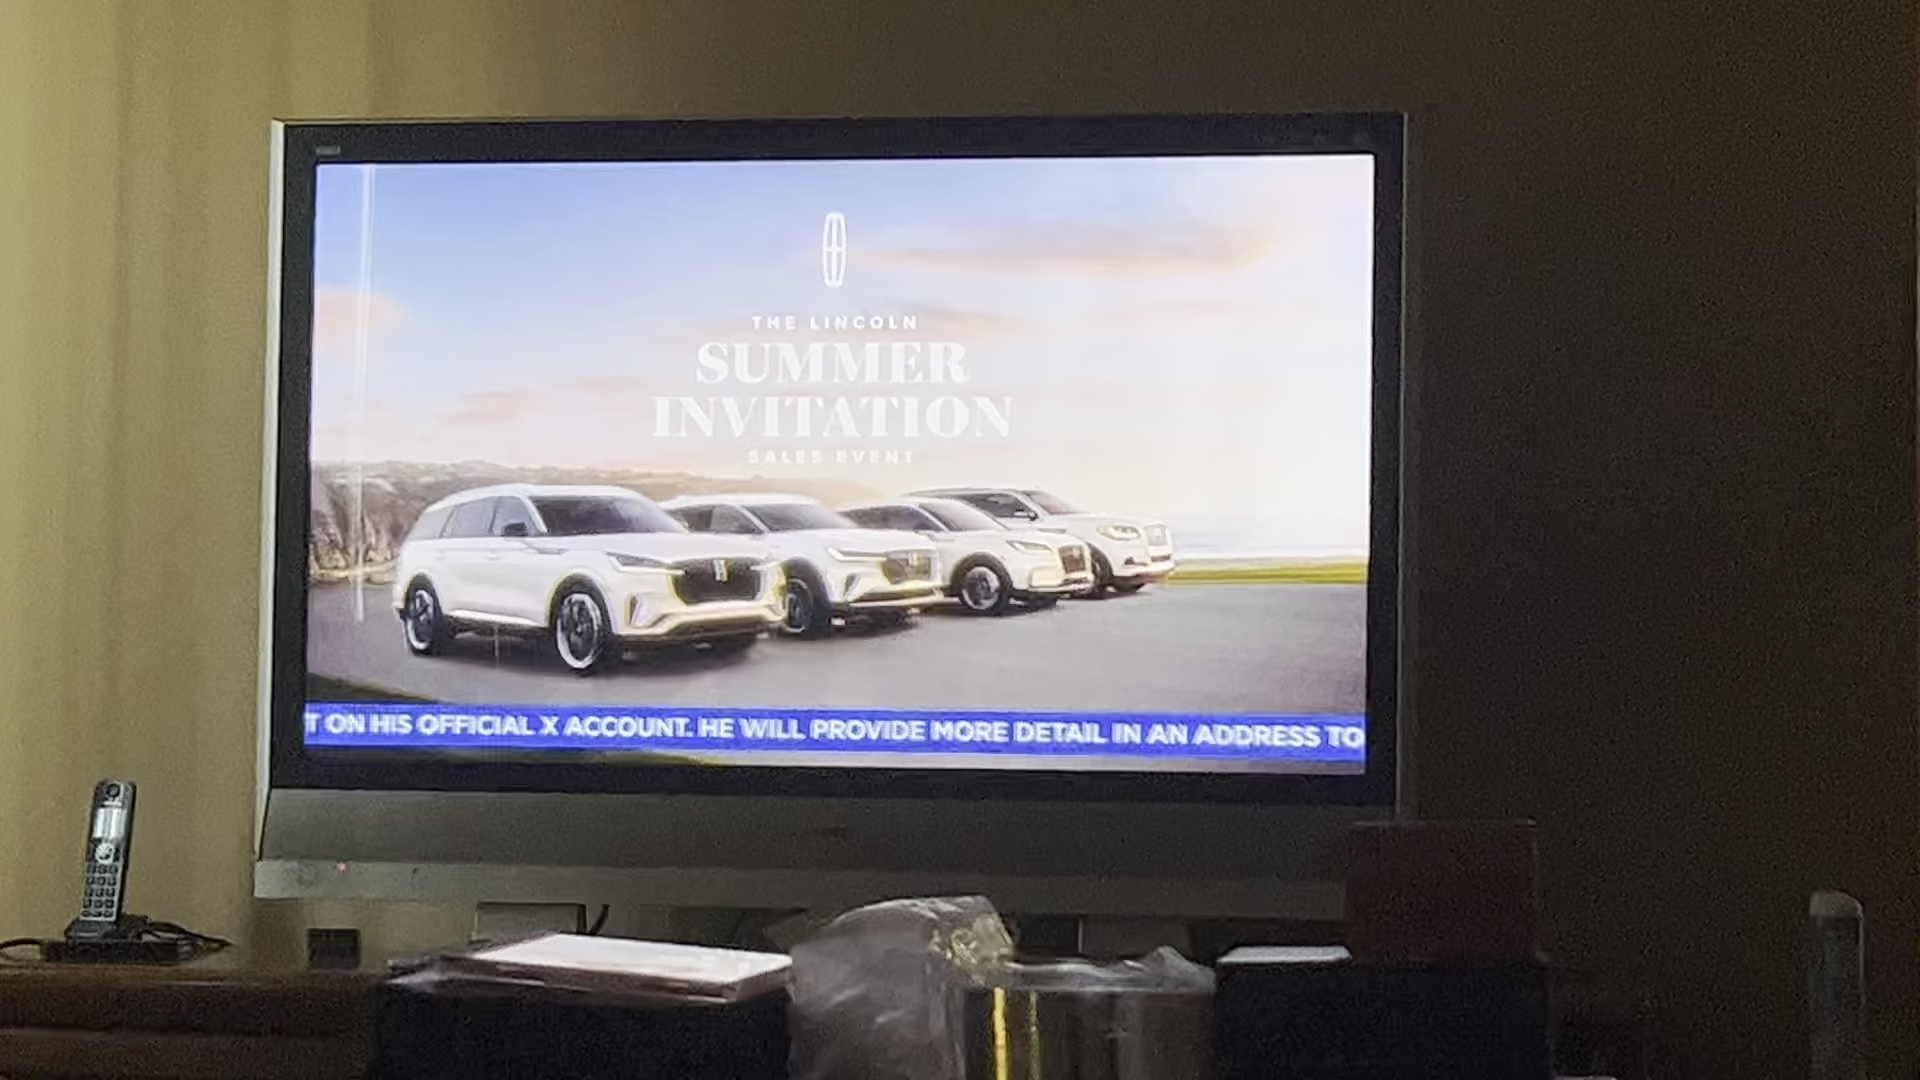 THE LINCOLN
SUMMER
INVITATION
SALES EVENT
T ON HIS OFFICIAL X ACCOUNT. HE WILL PROVIDE MORE DETAIL IN AN ADDRESS TO